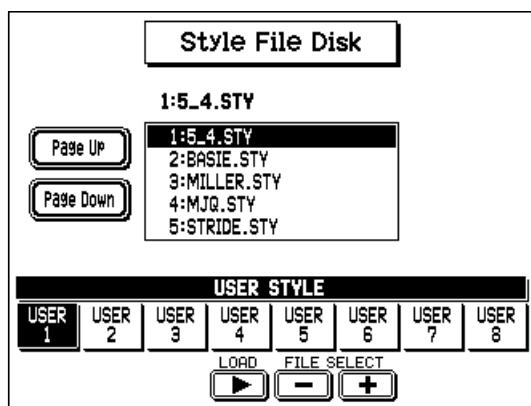 Style File Disk
1:5_4.STY
Page Up
Page Down
1:5_4.STY
2:BASIE.STY
3:MILLER.STY
4:MJQ.STY
5:STRIDE.STY
USER STYLE
USER 1
USER 2
USER 3
USER 4
USER 5
USER 6
USER 7
USER 8
LOAD
FILE SELECT
− +